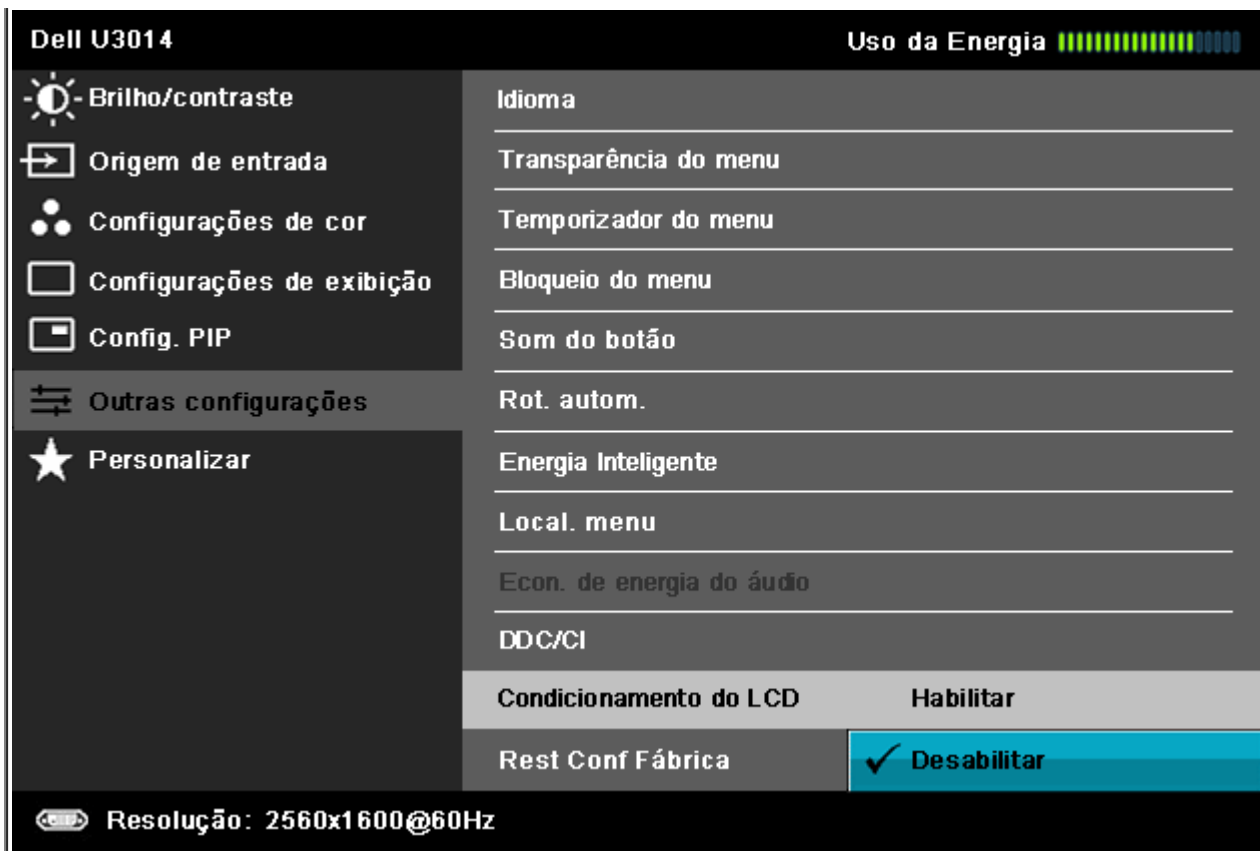 Dell U3014
Uso da Energia
Brilho/contraste
Origem de entrada
Configurações de cor
Configurações de exibição
Config. PIP
Outras configurações
Personalizar
Idioma
Transparência do menu
Temporizador do menu
Bloqueio do menu
Som do botão
Rot. autom.
Energia Inteligente
Local. menu
Econ. de energia do áudio
DDC/CI
Condicionamento do LCD
Habilitar
Rest Conf Fábrica
Desabilitar
Resolução: 2560x1600@60Hz